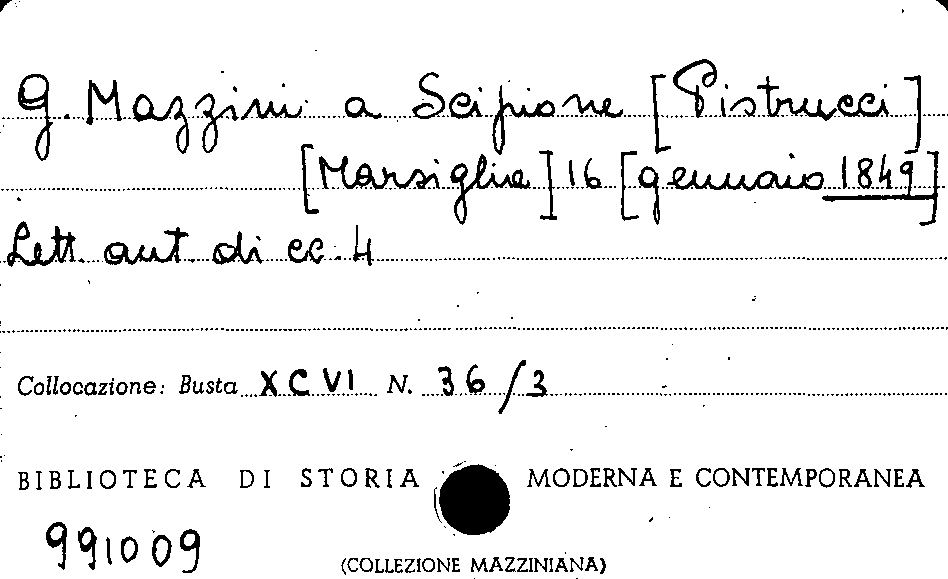 G. Mazzini a Scipione [Pistrucci]
[Marsiglia] 16 [gennaio 1849]
Lett. aut. di cc. 4
Collocazione: Busta XCVI N. 36/3
BIBLIOTECA DI STORIA MODERNA E CONTEMPORANEA
991009
(COLLEZIONE MAZZINIANA)